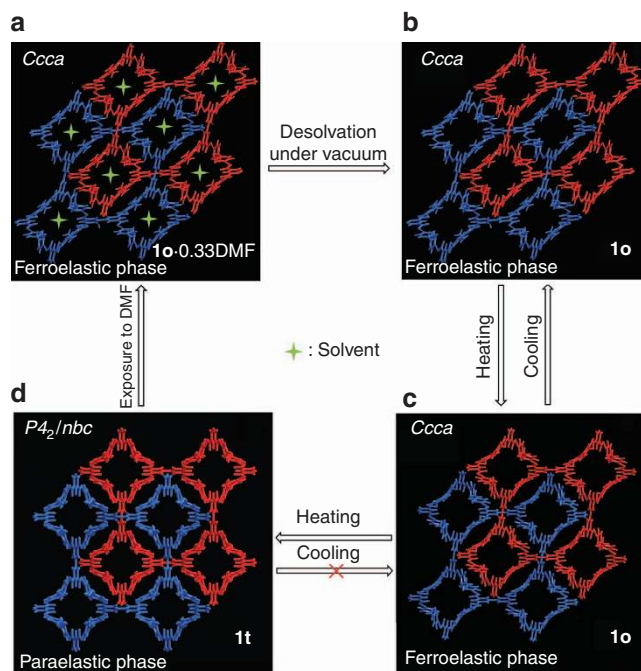 a
b
Ccca
Ccca
Desolvation
under vacuum
1o·0.33DMF
1o
Ferroelastic phase
Ferroelastic phase
Exposure to DMF
: Solvent
Heating
Cooling
d
c
P4₂/nbc
Ccca
Heating
Cooling
1t
1o
Paraelastic phase
Ferroelastic phase